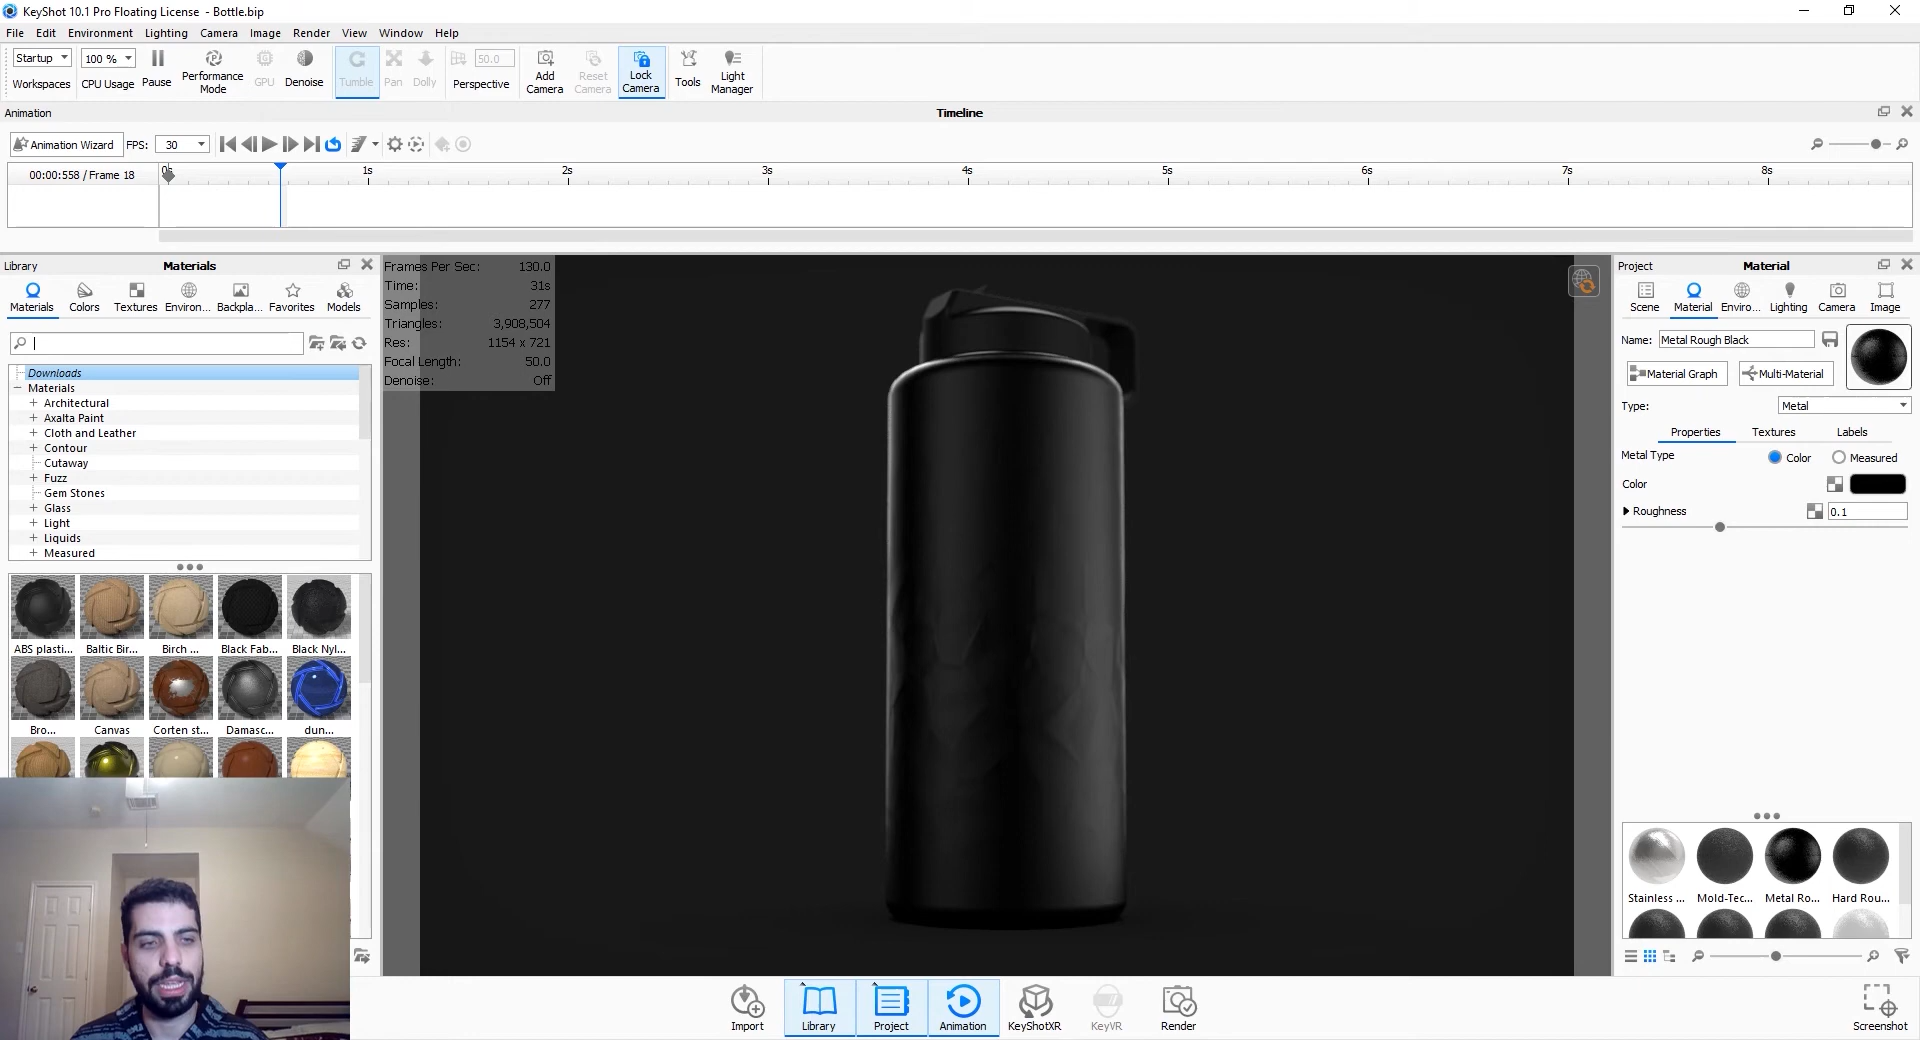 KeyShot 10.1 Pro Floating License - Bottle.bip
File Edit Environment Lighting Camera Image Render View Window Help
Startup 100 % 50.0
Workspaces CPU Usage Pause Performance Mode GPU Denoise Tumble Pan Dolly Perspective Add Camera Reset Camera Lock Camera Tools Light Manager
Animation Timeline
Animation Wizard FPS: 30
00:00:558 / Frame 18 0s 1s 2s 3s 4s 5s 6s 7s 8s
Library Materials
Materials Colors Textures Environ... Backpla... Favorites Models
Downloads
Materials
Architectural
Axalta Paint
Cloth and Leather
Contour
Cutaway
Fuzz
Gem Stones
Glass
Light
Liquids
Measured
ABS plasti... Baltic Bir... Birch ... Black Fab... Black Nyl...
Bro... Canvas Corten st... Damasc... dun...
Frames Per Sec: 130.0
Time: 31s
Samples: 277
Triangles: 3,908,504
Res: 1154 x 721
Focal Length: 50.0
Denoise: Off
Project Material
Scene Material Enviro... Lighting Camera Image
Name: Metal Rough Black
Material Graph Multi-Material
Type: Metal
Properties Textures Labels
Metal Type Color Measured
Color
Roughness 0.1
Stainless ... Mold-Tec... Metal Ro... Hard Rou...
Import Library Project Animation KeyShotXR KeyVR Render Screenshot